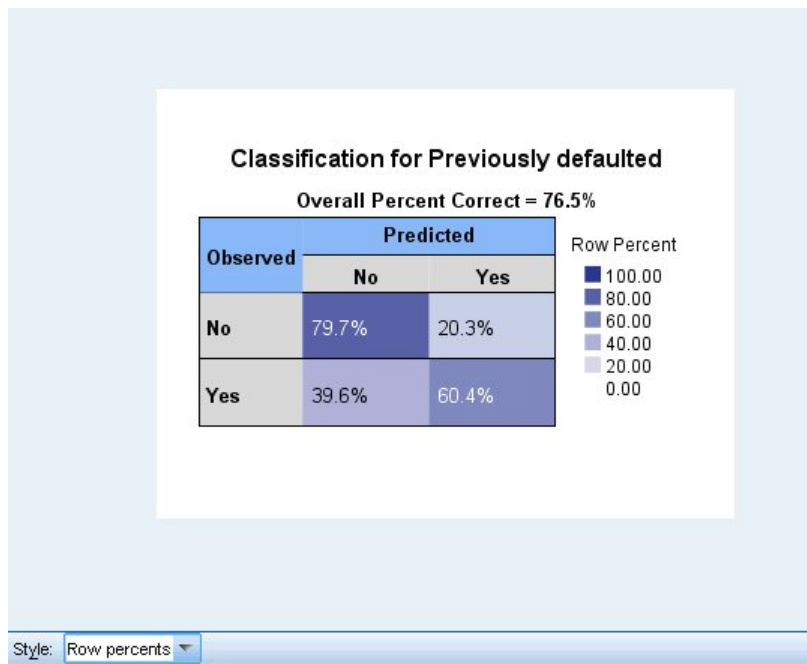 Classification for Previously defaulted
Overall Percent Correct = 76.5%
Observed
Predicted
No Yes
No 79.7% 20.3%
Yes 39.6% 60.4%
Row Percent
100.00
80.00
60.00
40.00
20.00
0.00
Style: Row percents